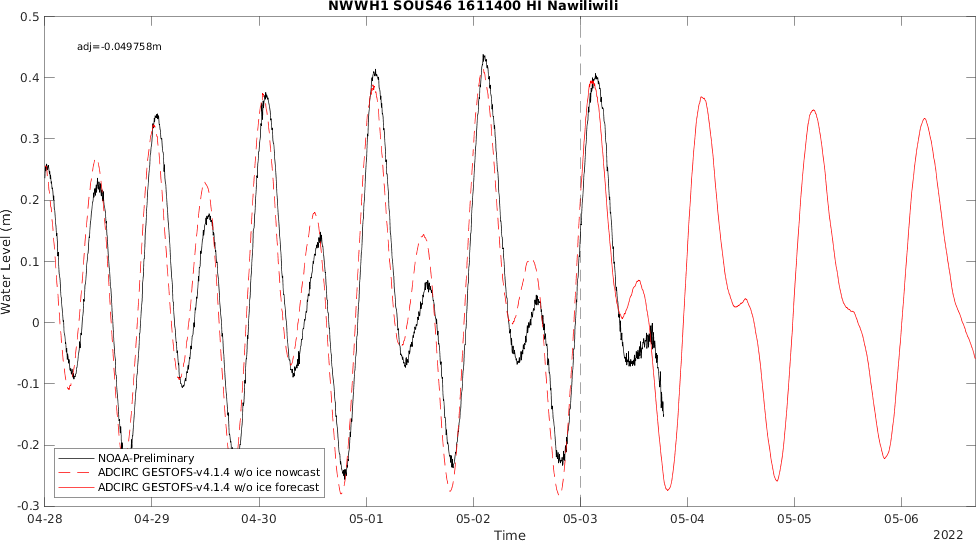 NWWH1 SOUS46 1611400 HI Nawiliwili
adj=-0.049758m
0.5
0.4
0.3
0.2
0.1
0
-0.1
-0.2
-0.3
Water Level (m)
NOAA-Preliminary
ADCIRC GESTOFS-v4.1.4 w/o ice nowcast
ADCIRC GESTOFS-v4.1.4 w/o ice forecast
04-28 04-29 04-30 05-01 05-02 05-03 05-04 05-05 05-06
Time
2022